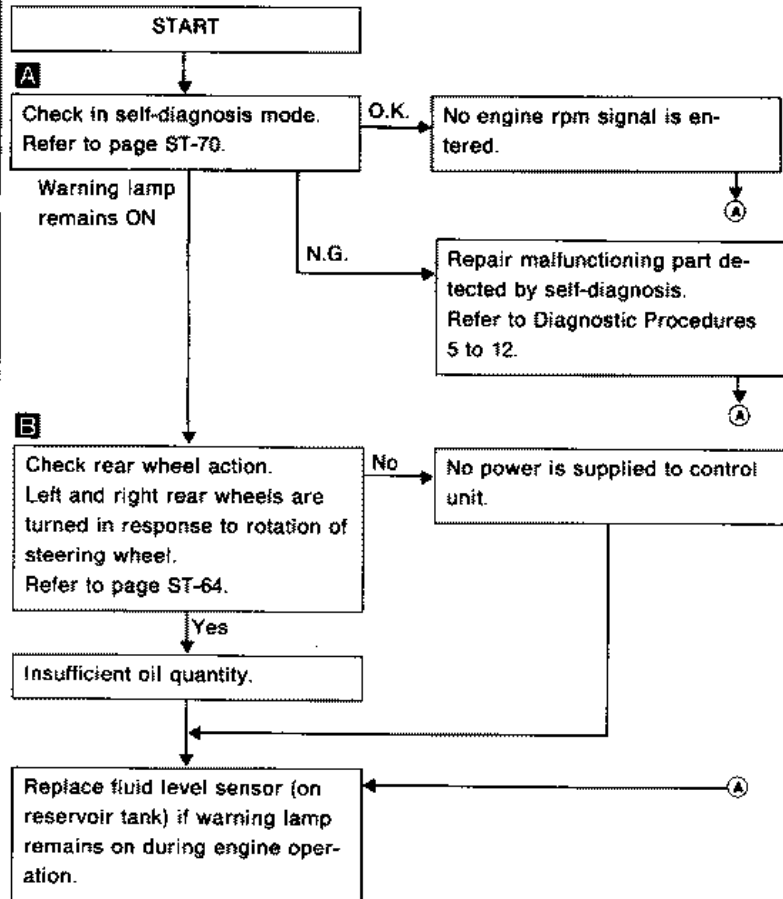 START
A
Check in self-diagnosis mode.
Refer to page ST-70.
O.K.
No engine rpm signal is en-
tered.
A
Warning lamp
remains ON
N.G.
Repair malfunctioning part de-
tected by self-diagnosis.
Refer to Diagnostic Procedures
5 to 12.
A
B
Check rear wheel action.
Left and right rear wheels are
turned in response to rotation of
steering wheel.
Refer to page ST-64.
No
No power is supplied to control
unit.
Yes
Insufficient oil quantity.
Replace fluid level sensor (on
reservoir tank) if warning lamp
remains on during engine oper-
ation.
A